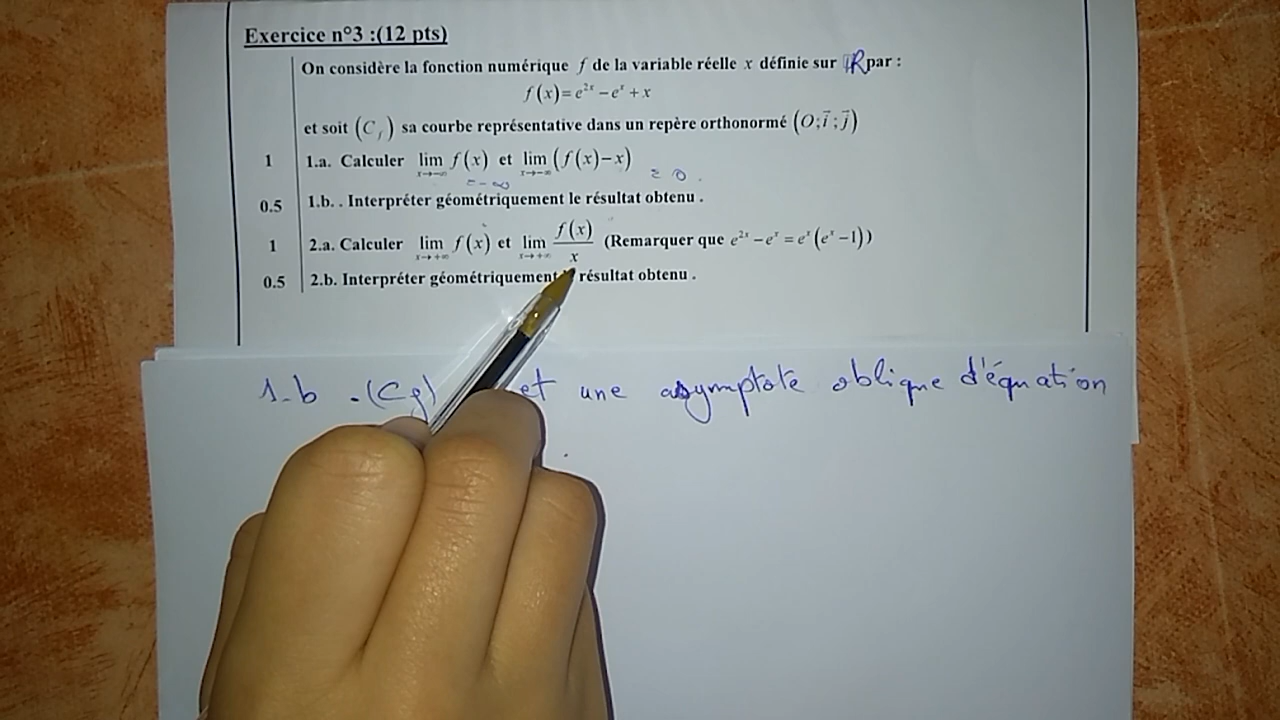 Exercice n°3 :(12 pts)
On considère la fonction numérique f de la variable réelle x définie sur ℝ par :
f(x)=e^{2x}-e^x+x
et soit (C_f) sa courbe représentative dans un repère orthonormé (O;i⃗;j⃗)
1 1.a. Calculer lim_{x→-∞} f(x) et lim_{x→-∞} (f(x)-x)
=-∞ = 0.
0.5 1.b. . Interpréter géométriquement le résultat obtenu .
1 2.a. Calculer lim_{x→+∞} f(x) et lim_{x→+∞} f(x)/x (Remarquer que e^{2x}-e^x=e^x(e^x-1))
0.5 2.b. Interpréter géométriquement résultat obtenu .
1.b .(Cf) et une asymptote oblique d'équation